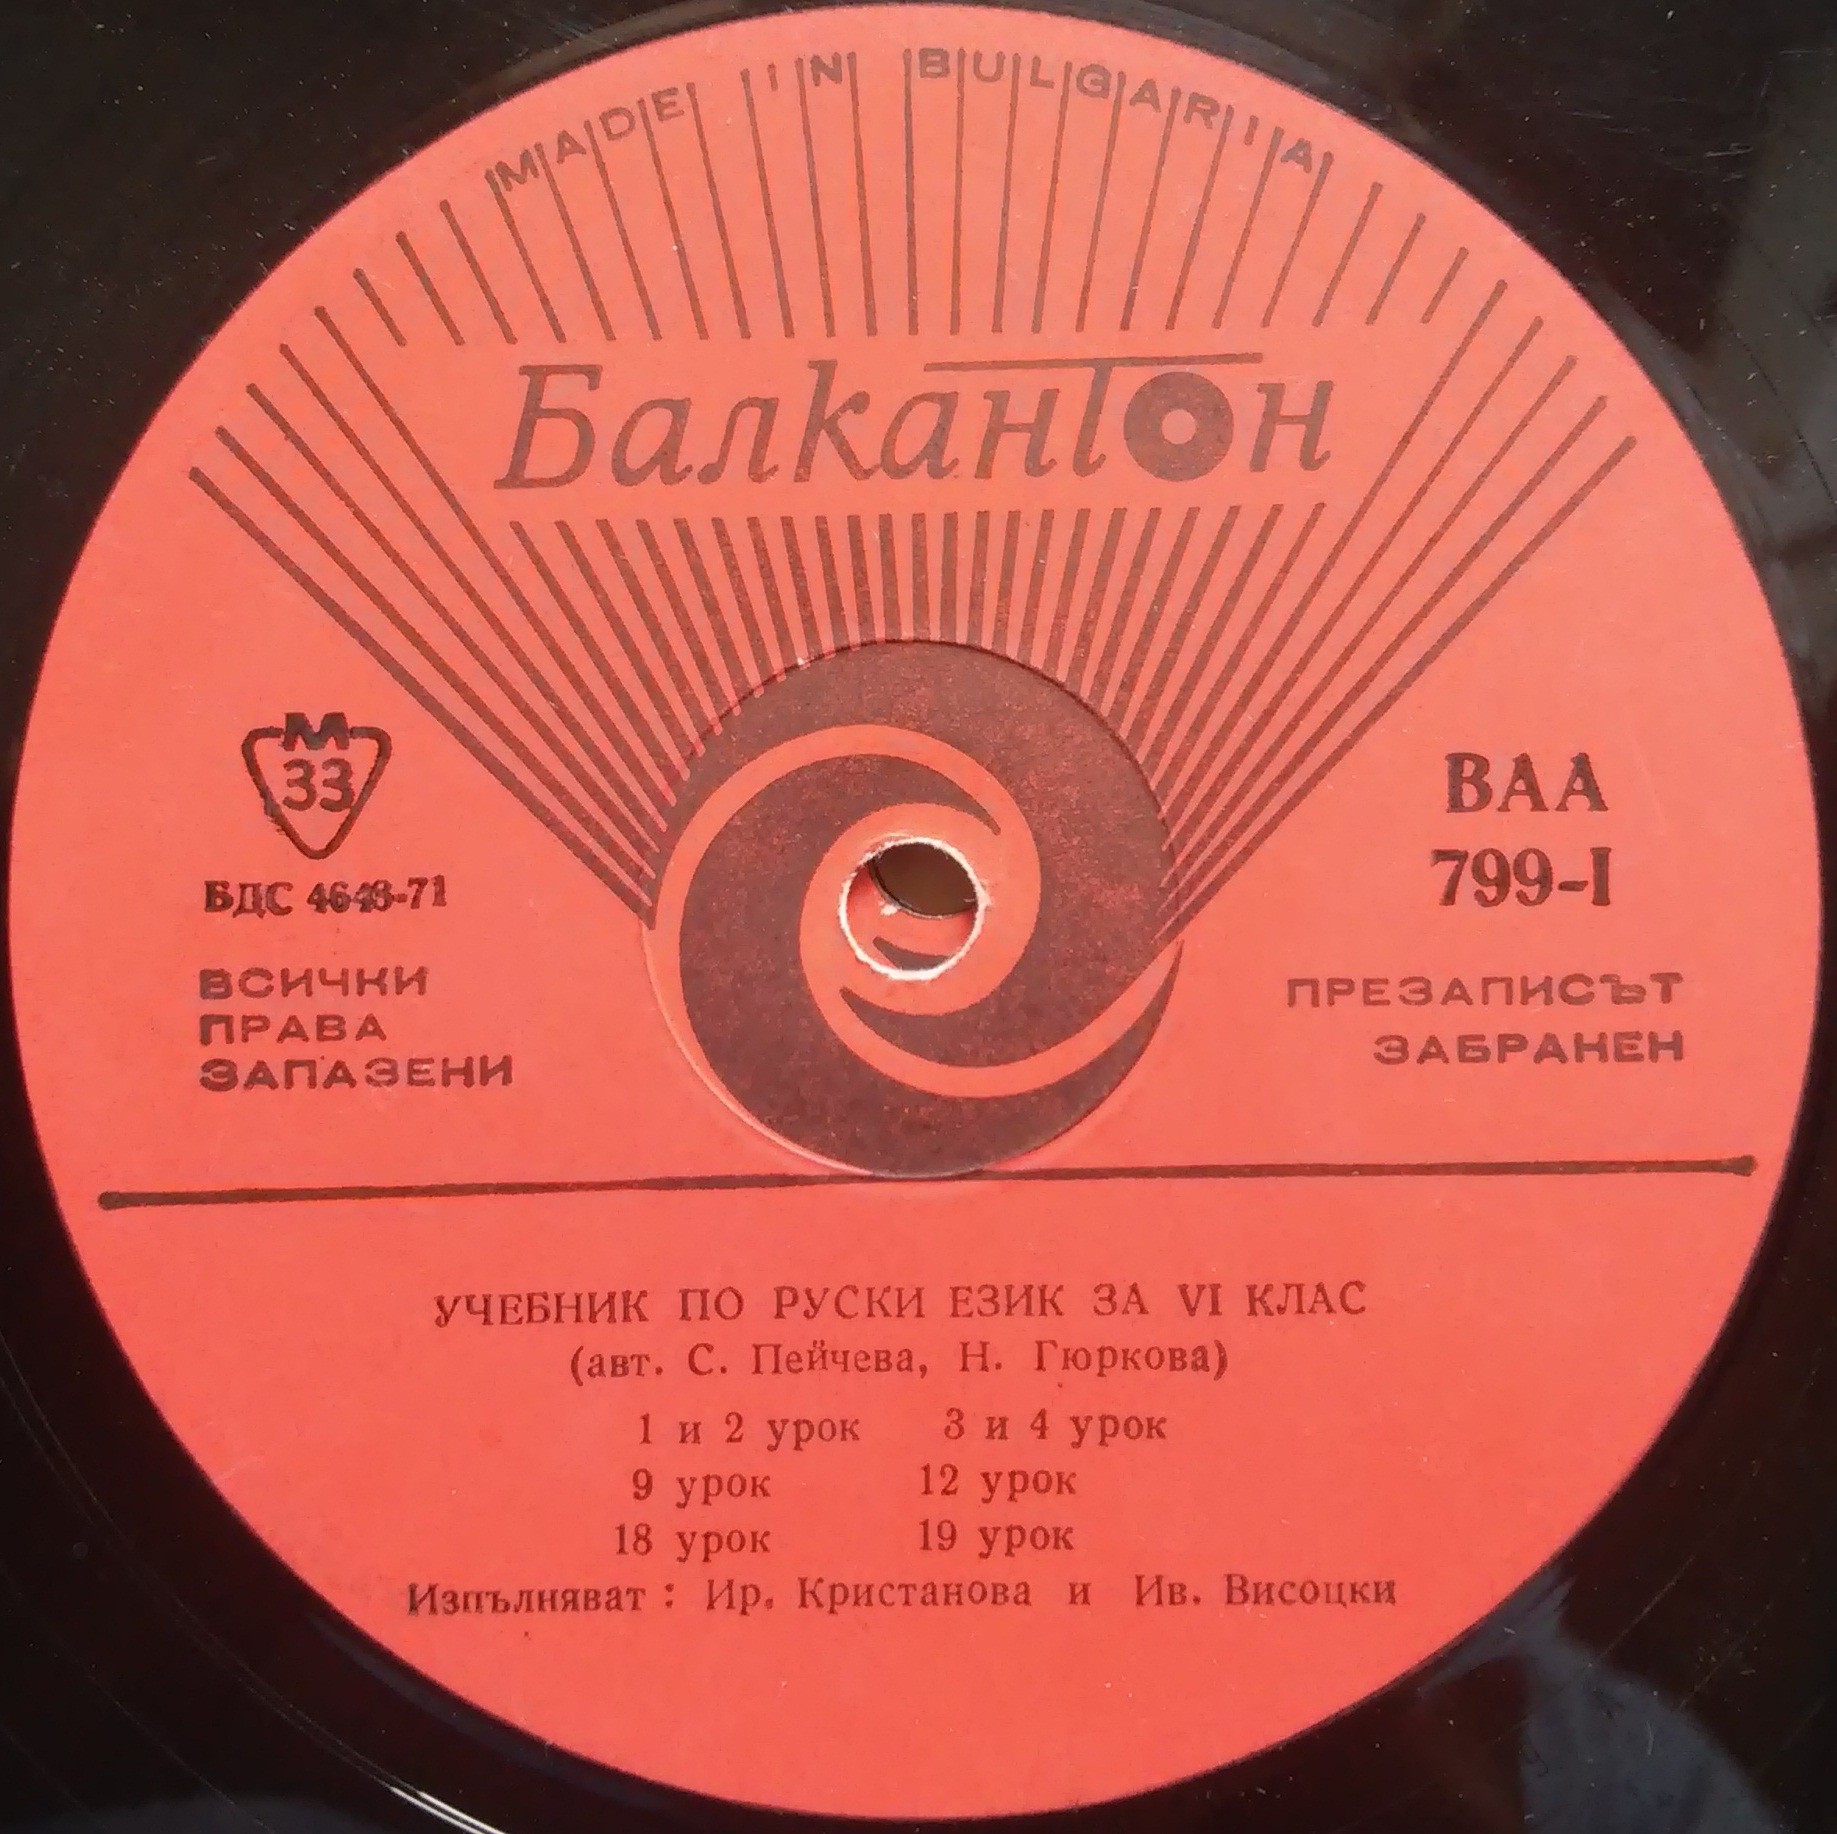 MADE IN BULGARIA
Балкантон
М
33
БДС 4643-71
ВСИЧКИ
ПРАВА
ЗАПАЗЕНИ
ВАА
799-I
ПРЕЗАПИСЪТ
ЗАБРАНЕН
УЧЕБНИК ПО РУСКИ ЕЗИК ЗА VI КЛАС
(авт. С. Пейчева, Н. Гюркова)
1 и 2 урок 3 и 4 урок
9 урок 12 урок
18 урок 19 урок
Изпълняват : Ир. Кристанова и Ив. Висоцки